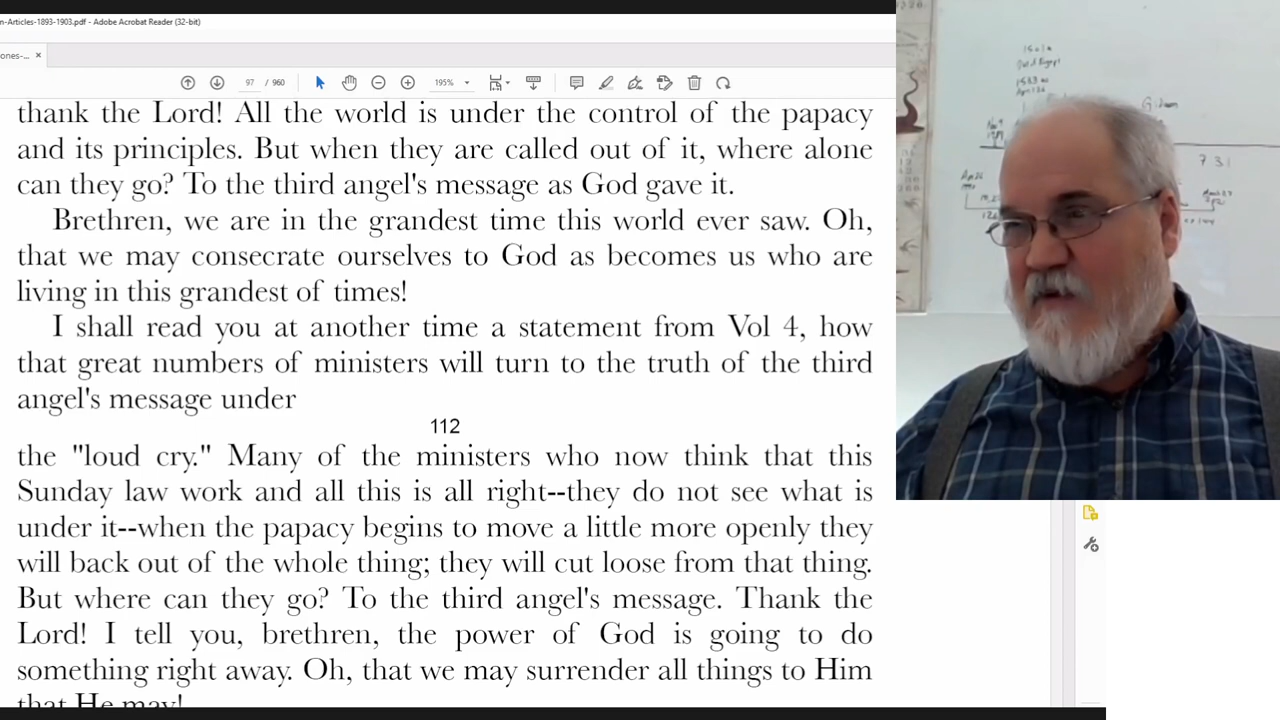 n-Articles-1893-1903.pdf - Adobe Acrobat Reader (32-bit)
ones-... ×
97 / 960
195%
thank the Lord! All the world is under the control of the papacy
and its principles. But when they are called out of it, where alone
can they go? To the third angel's message as God gave it.
Brethren, we are in the grandest time this world ever saw. Oh,
that we may consecrate ourselves to God as becomes us who are
living in this grandest of times!
I shall read you at another time a statement from Vol 4, how
that great numbers of ministers will turn to the truth of the third
angel's message under
112
the "loud cry." Many of the ministers who now think that this
Sunday law work and all this is all right--they do not see what is
under it--when the papacy begins to move a little more openly they
will back out of the whole thing; they will cut loose from that thing.
But where can they go? To the third angel's message. Thank the
Lord! I tell you, brethren, the power of God is going to do
something right away. Oh, that we may surrender all things to Him
that He may!
731